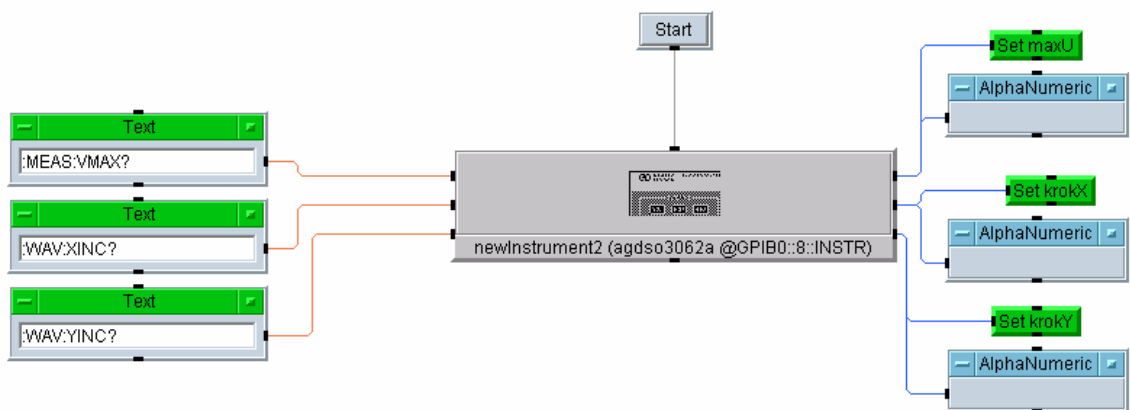 Start
Set maxU
AlphaNumeric
Text
:MEAS:VMAX?
Set krokX
Text
:WAV:XINC?
AlphaNumeric
newInstrument2 (agdso3062a @GPIB0::8::INSTR)
Text
:WAV:YINC?
Set krokY
AlphaNumeric